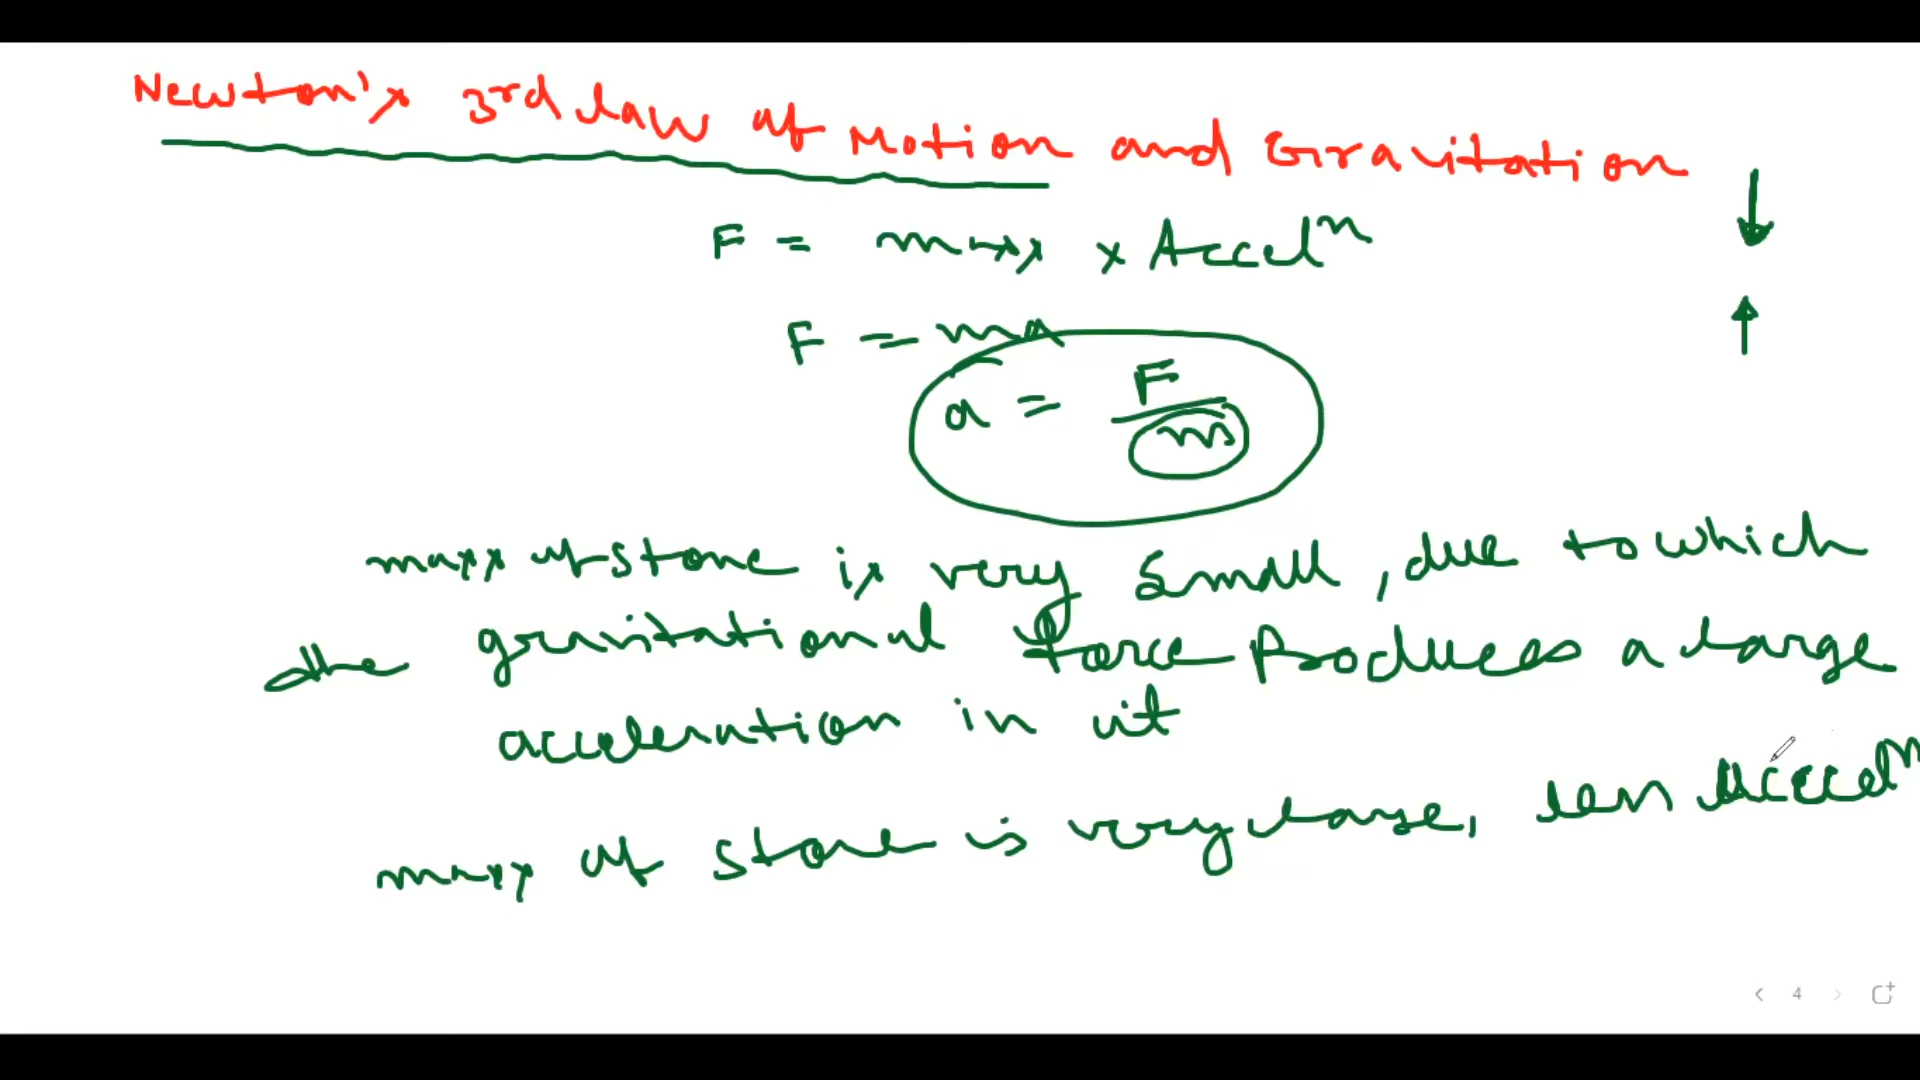 Newton's 3rd law of Motion and Gravitation
F = mass × Accelⁿ
F = ma
a = F/m
mass of stone is very small, due to which
the gravitational force produces a large
acceleration in it
mass of stone is very large, less Accelⁿ
4